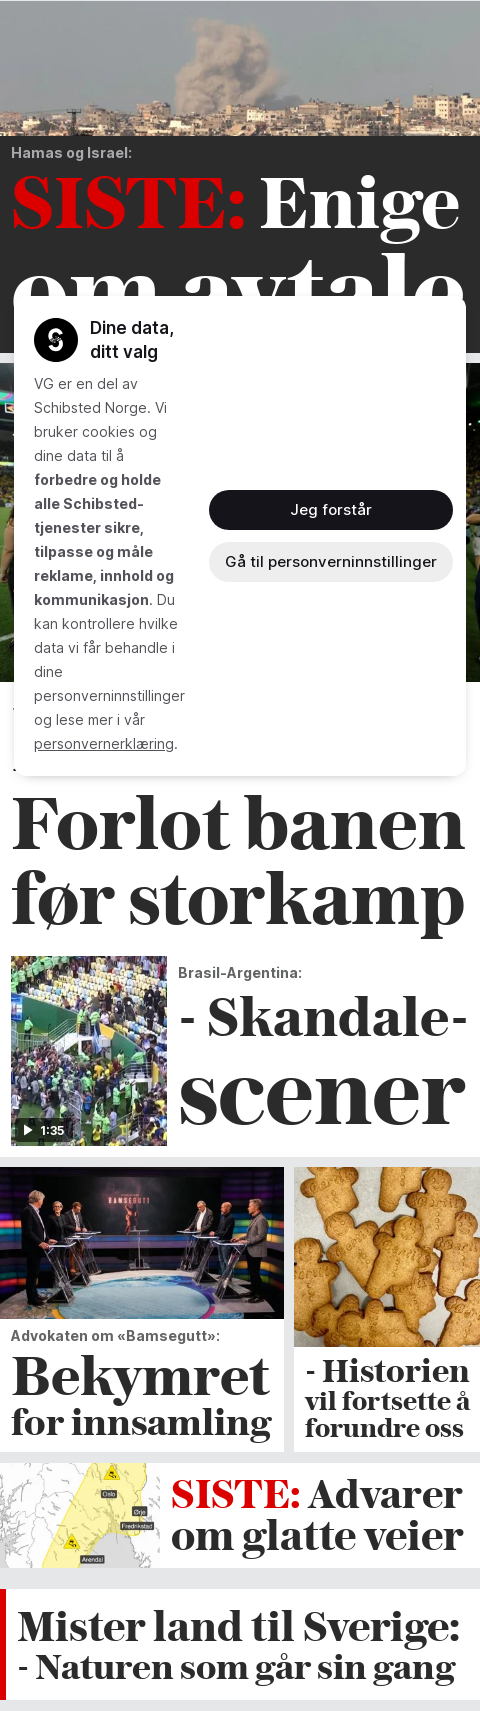 Hamas og Israel:
SISTE: Enige
om avtale
Dine data,
ditt valg
VG er en del av
Schibsted Norge. Vi
bruker cookies og
dine data til å
forbedre og holde
alle Schibsted-
tjenester sikre,
tilpasse og måle
reklame, innhold og
kommunikasjon. Du
kan kontrollere hvilke
data vi får behandle i
dine
personverninnstillinger
og lese mer i vår
personvernerklæring.
Jeg forstår
Gå til personverninnstillinger
Forlot banen
før storkamp
1:35
Brasil-Argentina:
- Skandale-
scener
BAMSEGUTT
Advokaten om «Bamsegutt»:
Bekymret
for innsamling
- Historien
vil fortsette å
forundre oss
Oslo
Ørje
Fredrikstad
Arendal
SISTE: Advarer
om glatte veier
Mister land til Sverige:
- Naturen som går sin gang